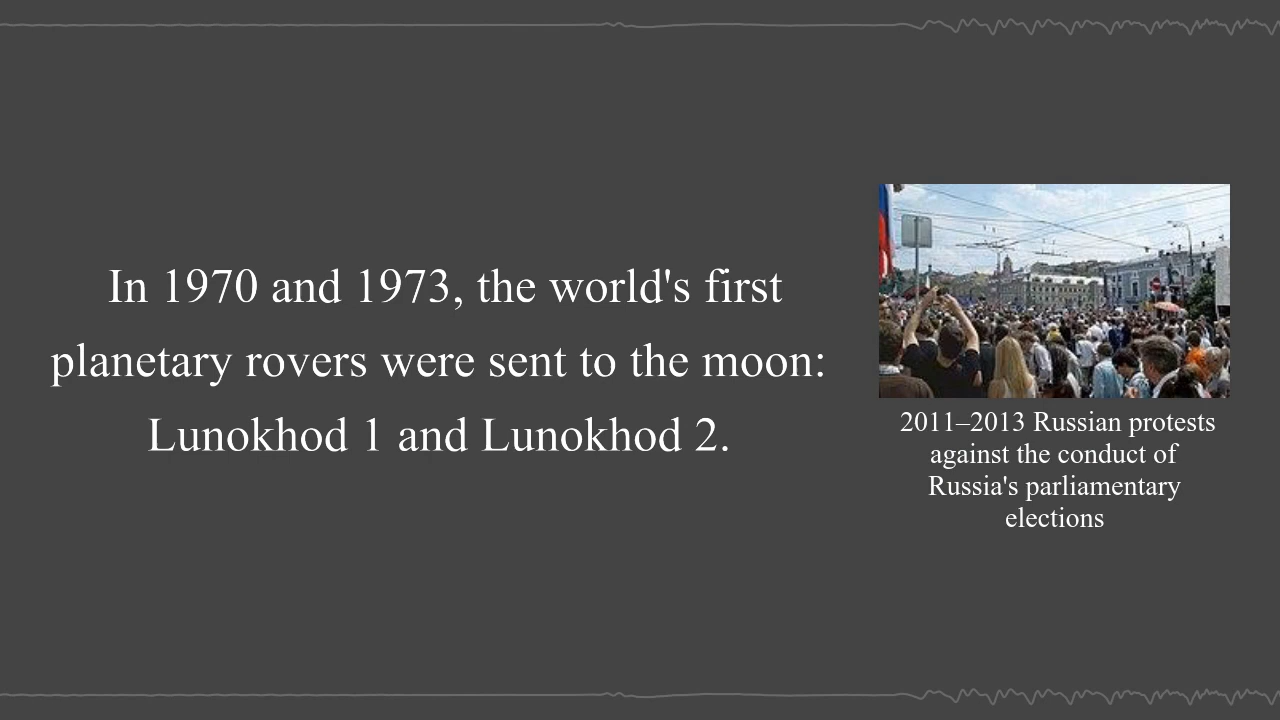 In 1970 and 1973, the world's first
planetary rovers were sent to the moon:
Lunokhod 1 and Lunokhod 2.
2011–2013 Russian protests
against the conduct of
Russia's parliamentary
elections